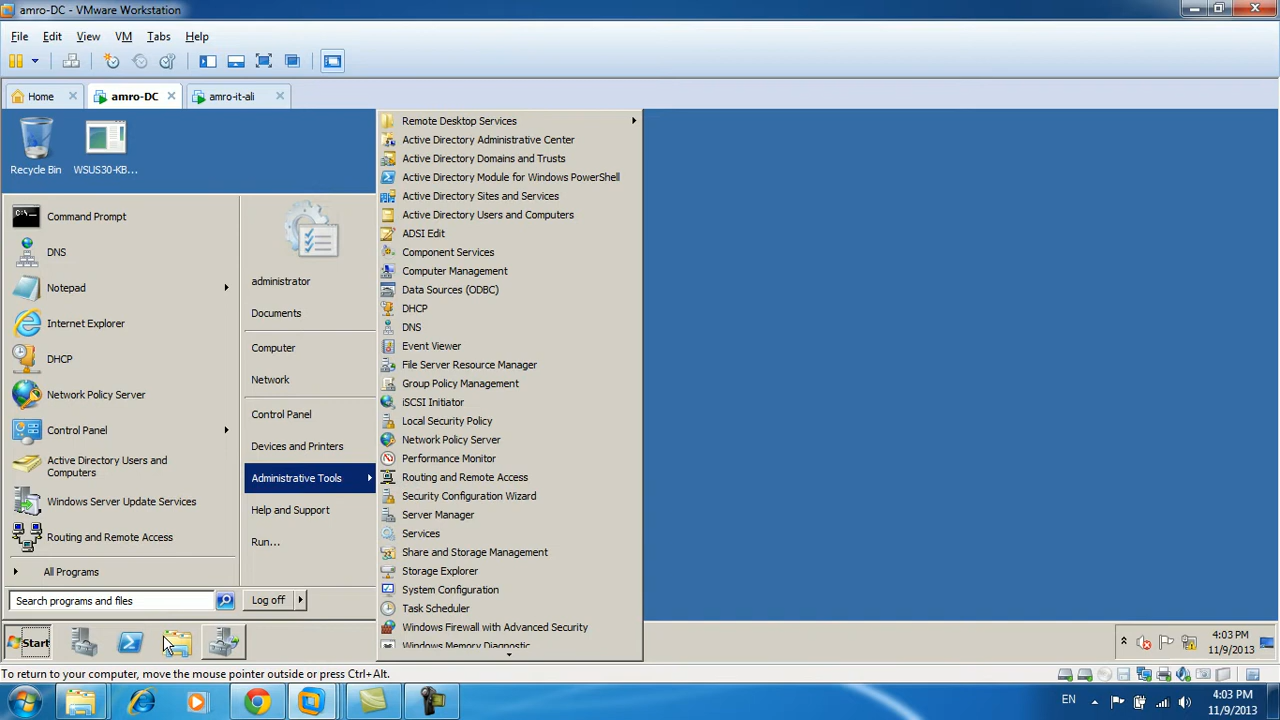 amro-DC - VMware Workstation
File Edit View VM Tabs Help
Home
amro-DC
amro-it-ali
Recycle Bin
WSUS30-KB...
Command Prompt
DNS
Notepad
Internet Explorer
DHCP
Network Policy Server
Control Panel
Active Directory Users and
Computers
Windows Server Update Services
Routing and Remote Access
All Programs
Search programs and files
Log off
administrator
Documents
Computer
Network
Control Panel
Devices and Printers
Administrative Tools
Help and Support
Run...
Remote Desktop Services
Active Directory Administrative Center
Active Directory Domains and Trusts
Active Directory Module for Windows PowerShell
Active Directory Sites and Services
Active Directory Users and Computers
ADSI Edit
Component Services
Computer Management
Data Sources (ODBC)
DHCP
DNS
Event Viewer
File Server Resource Manager
Group Policy Management
iSCSI Initiator
Local Security Policy
Network Policy Server
Performance Monitor
Routing and Remote Access
Security Configuration Wizard
Server Manager
Services
Share and Storage Management
Storage Explorer
System Configuration
Task Scheduler
Windows Firewall with Advanced Security
Windows Memory Diagnostic
Start
4:03 PM
11/9/2013
To return to your computer, move the mouse pointer outside or press Ctrl+Alt.
EN
4:03 PM
11/9/2013